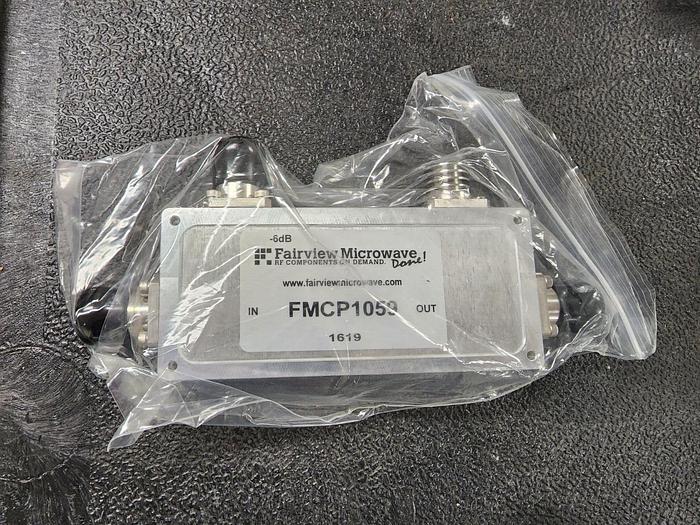 -6dB
Fairview Microwave
RF COMPONENTS ON DEMAND. Done!
www.fairviewmicrowave.com
IN FMCP1059 OUT
1619